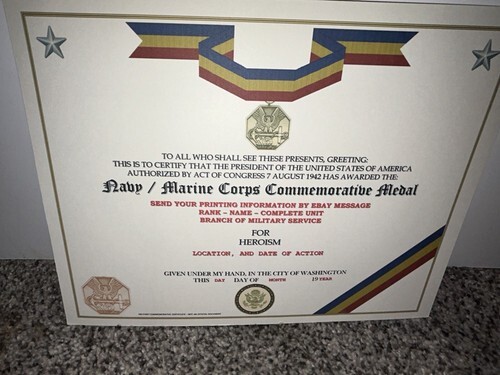 TO ALL WHO SHALL SEE THESE PRESENTS, GREETING:
THIS IS TO CERTIFY THAT THE PRESIDENT OF THE UNITED STATES OF AMERICA
AUTHORIZED BY ACT OF CONGRESS 7 AUGUST 1942 HAS AWARDED THE:
Navy / Marine Corps Commemorative Medal
SEND YOUR PRINTING INFORMATION BY EBAY MESSAGE
RANK – NAME – COMPLETE UNIT
BRANCH OF MILITARY SERVICE
FOR
HEROISM
LOCATION, AND DATE OF ACTION
GIVEN UNDER MY HAND, IN THE CITY OF WASHINGTON
THIS DAY DAY OF MONTH 19 YEAR